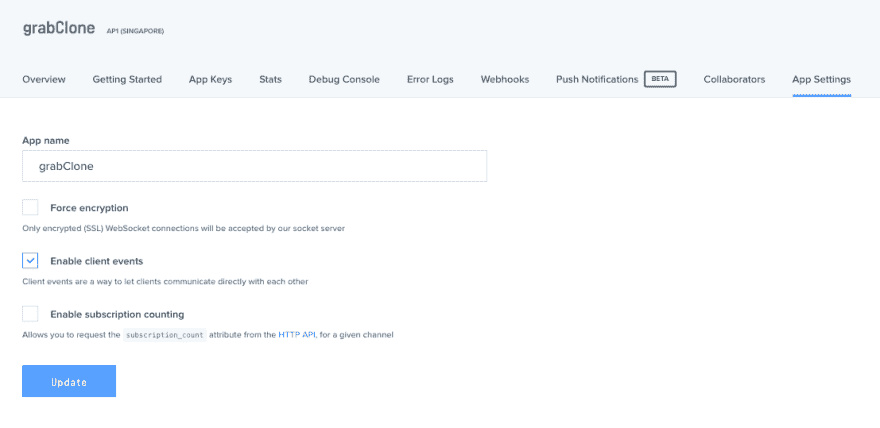 grabClone AP1 (SINGAPORE)
Overview Getting Started App Keys Stats Debug Console Error Logs Webhooks Push Notifications BETA Collaborators App Settings
App name
grabClone
Force encryption
Only encrypted (SSL) WebSocket connections will be accepted by our socket server
Enable client events
Client events are a way to let clients communicate directly with each other
Enable subscription counting
Allows you to request the subscription_count attribute from the HTTP API, for a given channel
Update